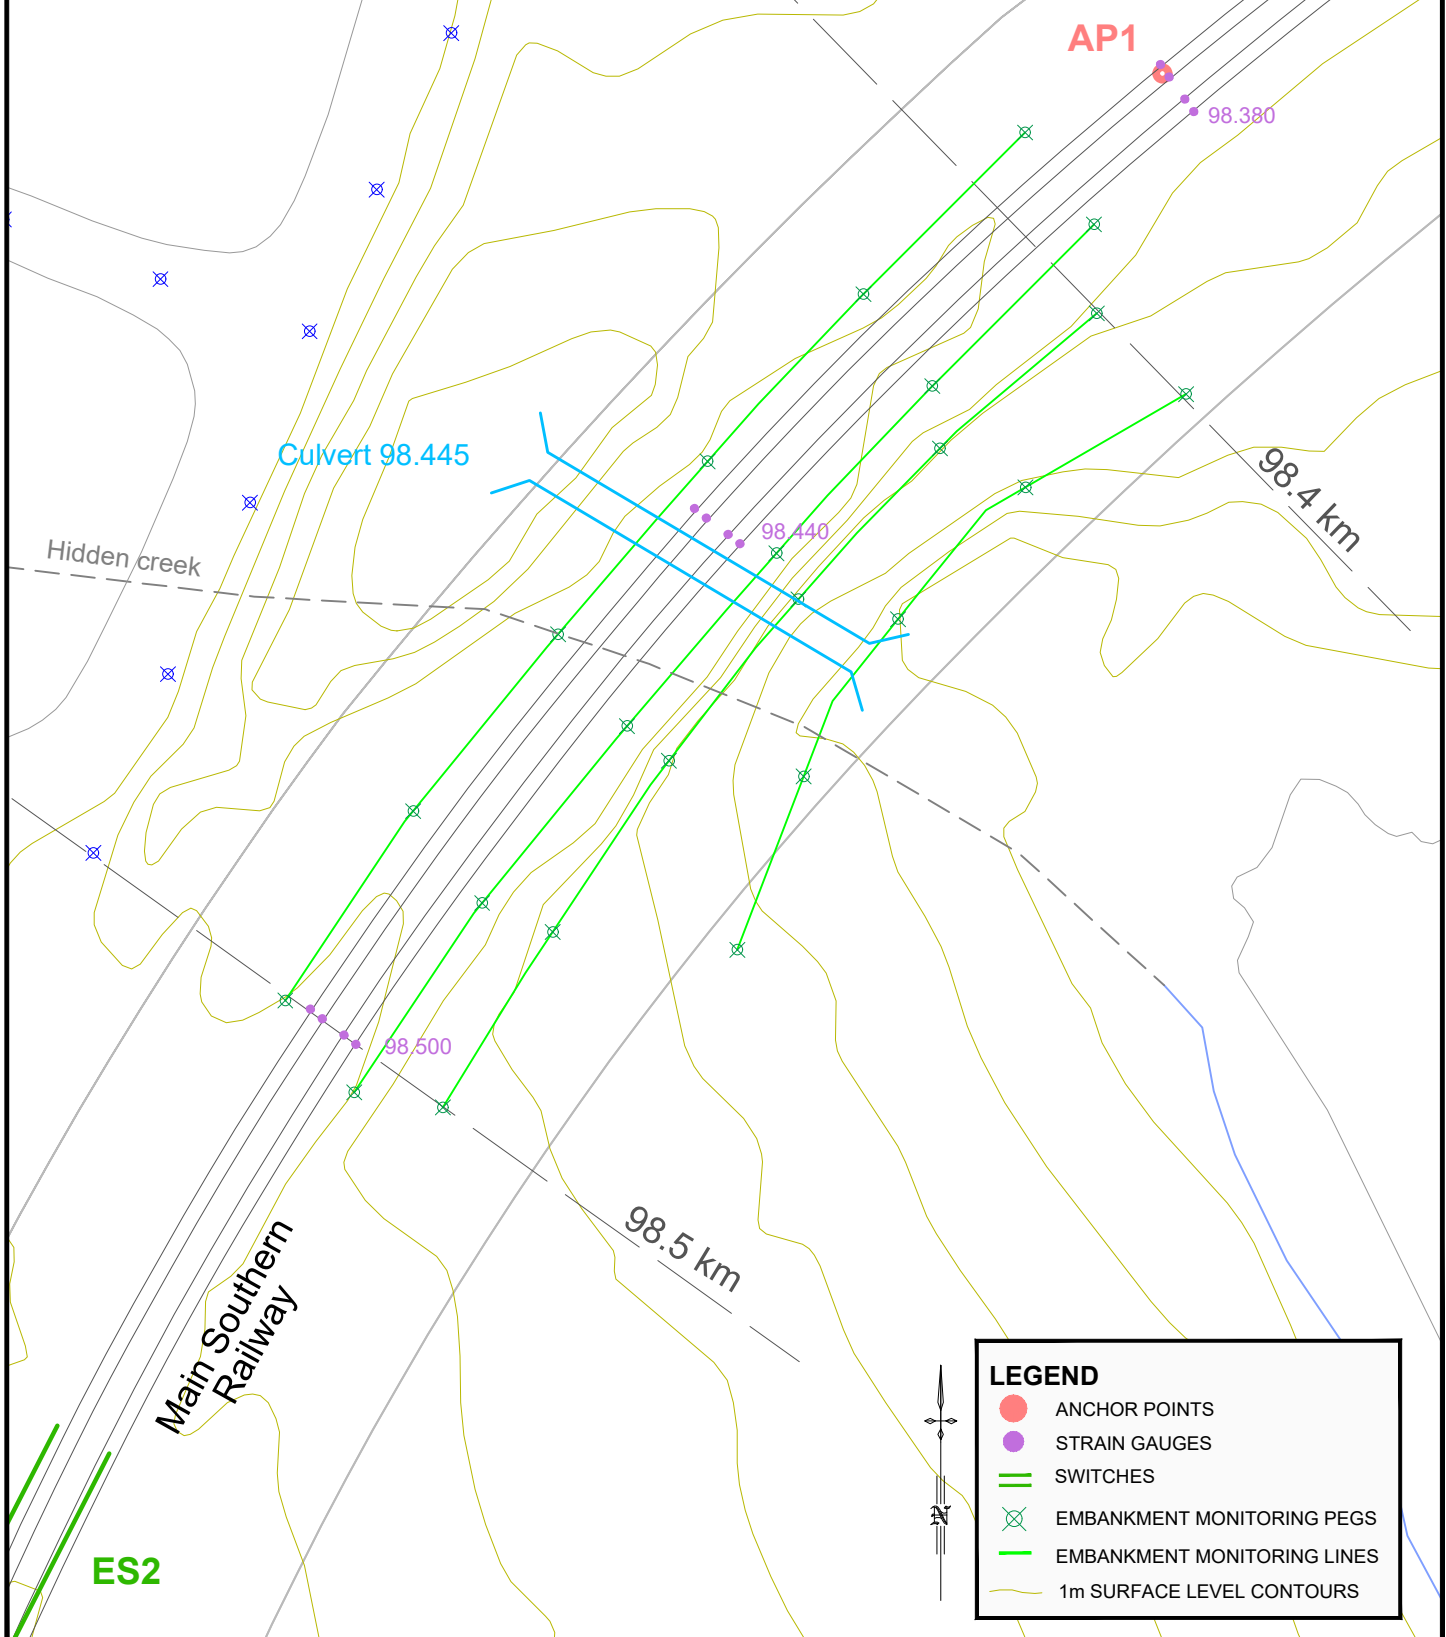 AP1
98.380
Culvert 98.445
98.4 km
98.440
Hidden creek
98.500
98.5 km
Main Southern
Railway
ES2
N
LEGEND
ANCHOR POINTS
STRAIN GAUGES
SWITCHES
EMBANKMENT MONITORING PEGS
EMBANKMENT MONITORING LINES
1m SURFACE LEVEL CONTOURS